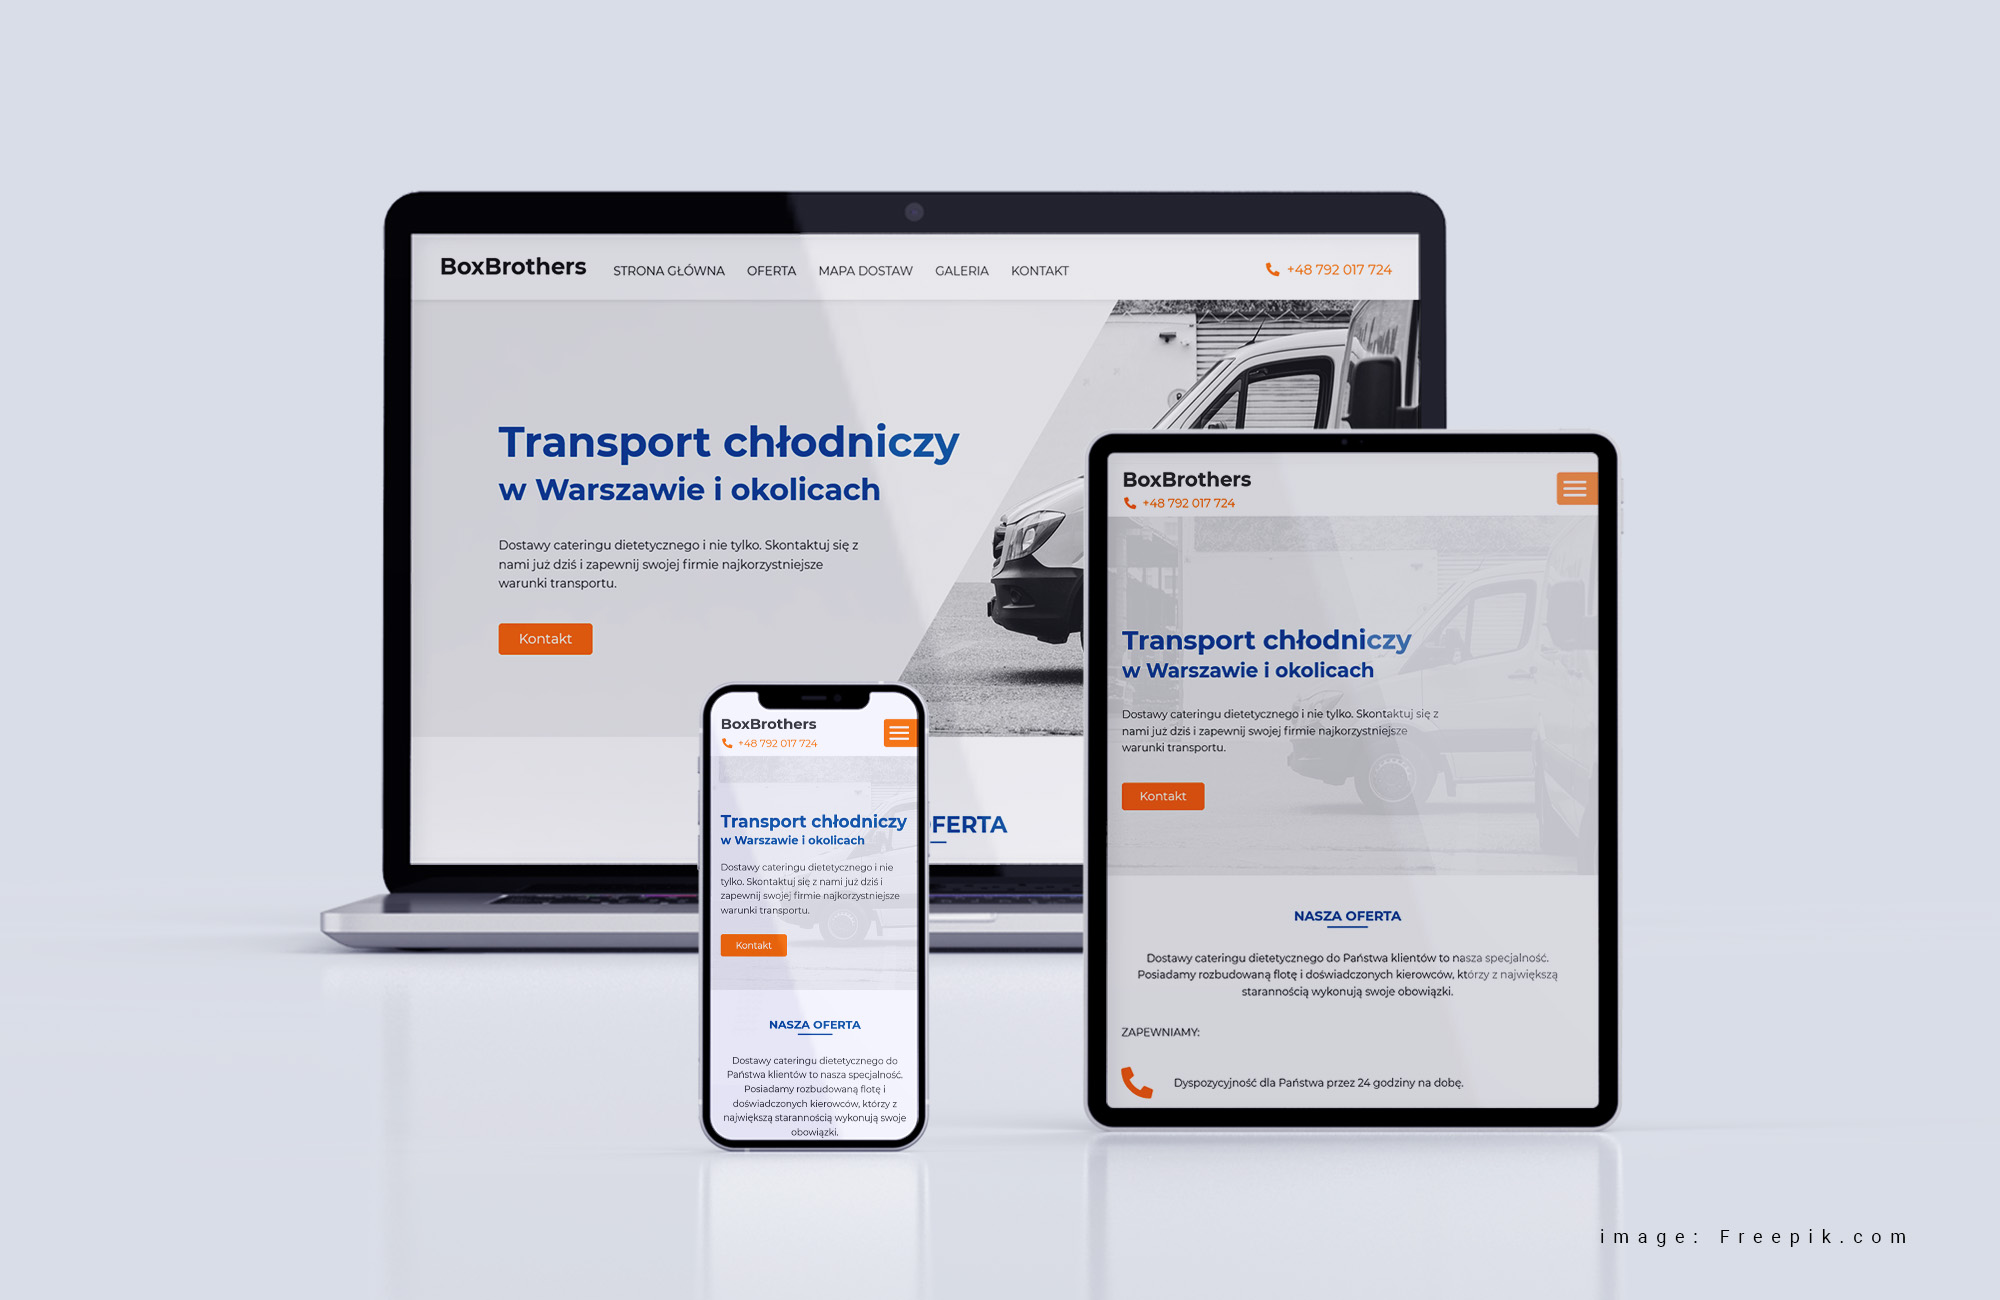 BoxBrothers STRONA GŁÓWNA OFERTA MAPA DOSTAW GALERIA KONTAKT +48 792 017 724
Transport chłodniczy
w Warszawie i okolicach
Dostawy cateringu dietetycznego i nie tylko. Skontaktuj się z
nami już dziś i zapewnij swojej firmie najkorzystniejsze
warunki transportu.
Kontakt
FERTA
BoxBrothers
+48 792 017 724
Transport chłodniczy
w Warszawie i okolicach
Dostawy cateringu dietetycznego i nie
tylko. Skontaktuj się z nami już dziś i
zapewnij swojej firmie najkorzystniejsze
warunki transportu.
Kontakt
NASZA OFERTA
Dostawy cateringu dietetycznego do
Państwa klientów to nasza specjalność.
Posiadamy rozbudowaną flotę i
doświadczonych kierowców, którzy z
największą starannością wykonują swoje
obowiązki.
BoxBrothers
+48 792 017 724
Transport chłodniczy
w Warszawie i okolicach
Dostawy cateringu dietetycznego i nie tylko. Skontaktuj się z
nami już dziś i zapewnij swojej firmie najkorzystniejsze
warunki transportu.
Kontakt
NASZA OFERTA
Dostawy cateringu dietetycznego do Państwa klientów to nasza specjalność.
Posiadamy rozbudowaną flotę i doświadczonych kierowców, którzy z największą
starannością wykonują swoje obowiązki.
ZAPEWNIAMY:
Dyspozycyjność dla Państwa przez 24 godziny na dobę.
image: Freepik.com